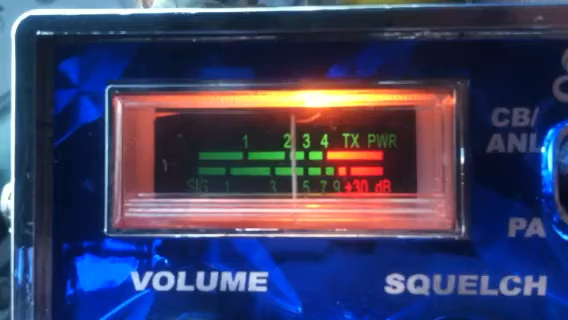 1 2 3 4 TX PWR
SIG 1 3 5 7 9 +30 dB
CB/
ANL
PA
VOLUME
SQUELCH